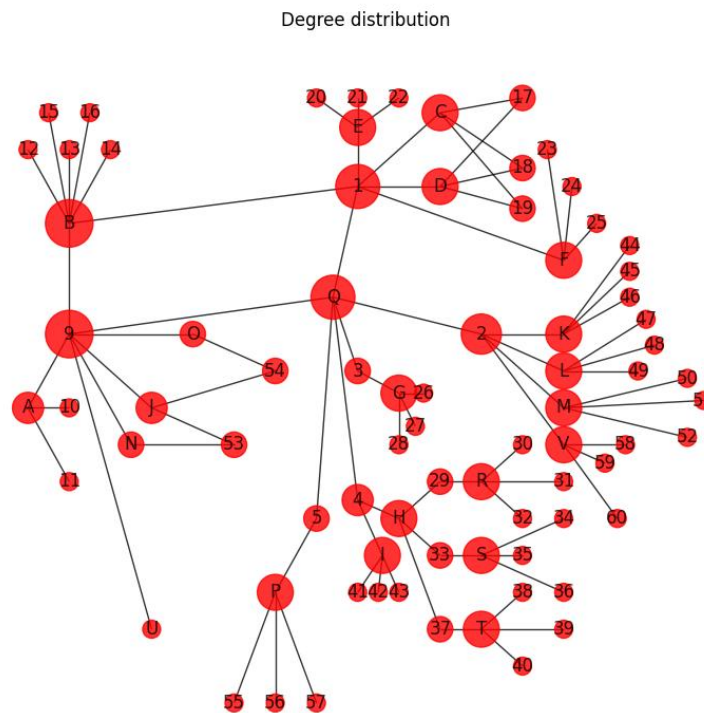 Degree distribution
20 21 22
15 16 E C 17
12 13 14 23
1 D 18 24
B 19 25
F 44
45
Q 46
9 O 2 K 47
3 54 L 48
49
A 10 J G 26 M 50
27
N 53 28 V 58 52
30 59
11 29 R 31
4 60
5 H 32 34
I 33 S 35
P 41 42 43 38 36
U 37 T 39
40
55 56 57